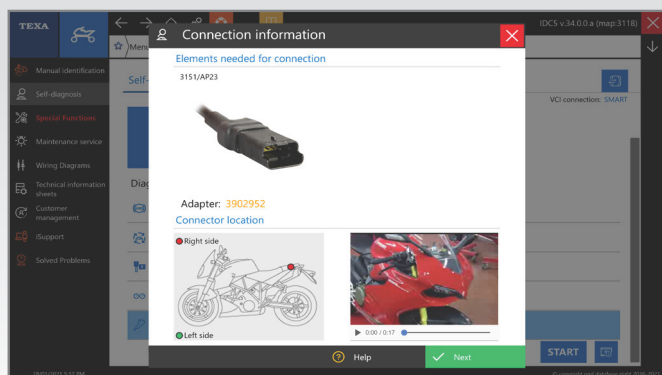 TEXA
IDC5 v.34.0.0.a (map:3118)
Menu
Connection information
Elements needed for connection
3151/AP23
Adapter: 3902952
Connector location
Right side
Left side
0:00 / 0:17
Help
Next
Manual identification
Self-diagnosis
Special Functions
Maintenance service
Wiring Diagrams
Technical information
sheets
Customer
management
iSupport
Solved Problems
Self-
VCI connection: SMART
Diag
START